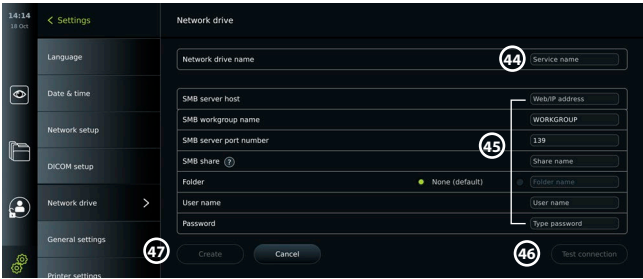 14:14
18 Oct
Settings
Network drive
Language
Date & time
Network setup
DICOM setup
Network drive
General settings
Printer settings
Network drive name
44
Service name
SMB server host
Web/IP address
SMB workgroup name
WORKGROUP
SMB server port number
45
139
SMB share ?
Share name
Folder
None (default)
Folder name
User name
User name
Password
Type password
47
Create
Cancel
46
Test connection